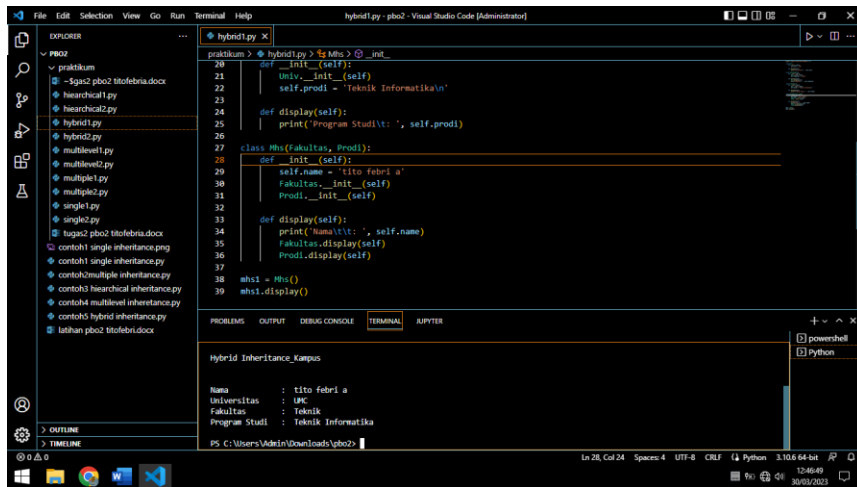 File Edit Selection View Go Run Terminal Help
hybrid1.py - pbo2 - Visual Studio Code [Administrator]
EXPLORER
PBO2
praktikum
~$gas2 pbo2 titofebria.docx
hiearchical1.py
hiearchical2.py
hybrid1.py
hybrid2.py
multilevel1.py
multilevel2.py
multiple1.py
multiple2.py
single1.py
single2.py
tugas2 pbo2 titofebria.docx
contoh1 single inheritance.png
contoh1 single inheritance.py
contoh2multiple inheritance.py
contoh3 hiearchical inheritance.py
contoh4 multilevel inheretance.py
contoh5 hybrid inheritance.py
latihan pbo2 titofebri.docx
OUTLINE
TIMELINE
hybrid1.py
praktikum > hybrid1.py > Mhs > __init__
20 def __init__(self):
21 Univ.__init__(self)
22 self.prodi = 'Teknik Informatika\n'
23
24 def display(self):
25 print('Program Studi\t: ', self.prodi)
26
27 class Mhs(Fakultas, Prodi):
28 def __init__(self):
29 self.name = 'tito febri a'
30 Fakultas.__init__(self)
31 Prodi.__init__(self)
32
33 def display(self):
34 print('Nama\t\t: ', self.name)
35 Fakultas.display(self)
36 Prodi.display(self)
37
38 mhs1 = Mhs()
39 mhs1.display()
PROBLEMS OUTPUT DEBUG CONSOLE TERMINAL JUPYTER
powershell
Python
Hybrid Inheritance_Kampus
Nama : tito febri a
Universitas : UMC
Fakultas : Teknik
Program Studi : Teknik Informatika
PS C:\Users\Admin\Downloads\pbo2>
0 0
Ln 28, Col 24 Spaces: 4 UTF-8 CRLF Python 3.10.6 64-bit
12:46:49
30/03/2023